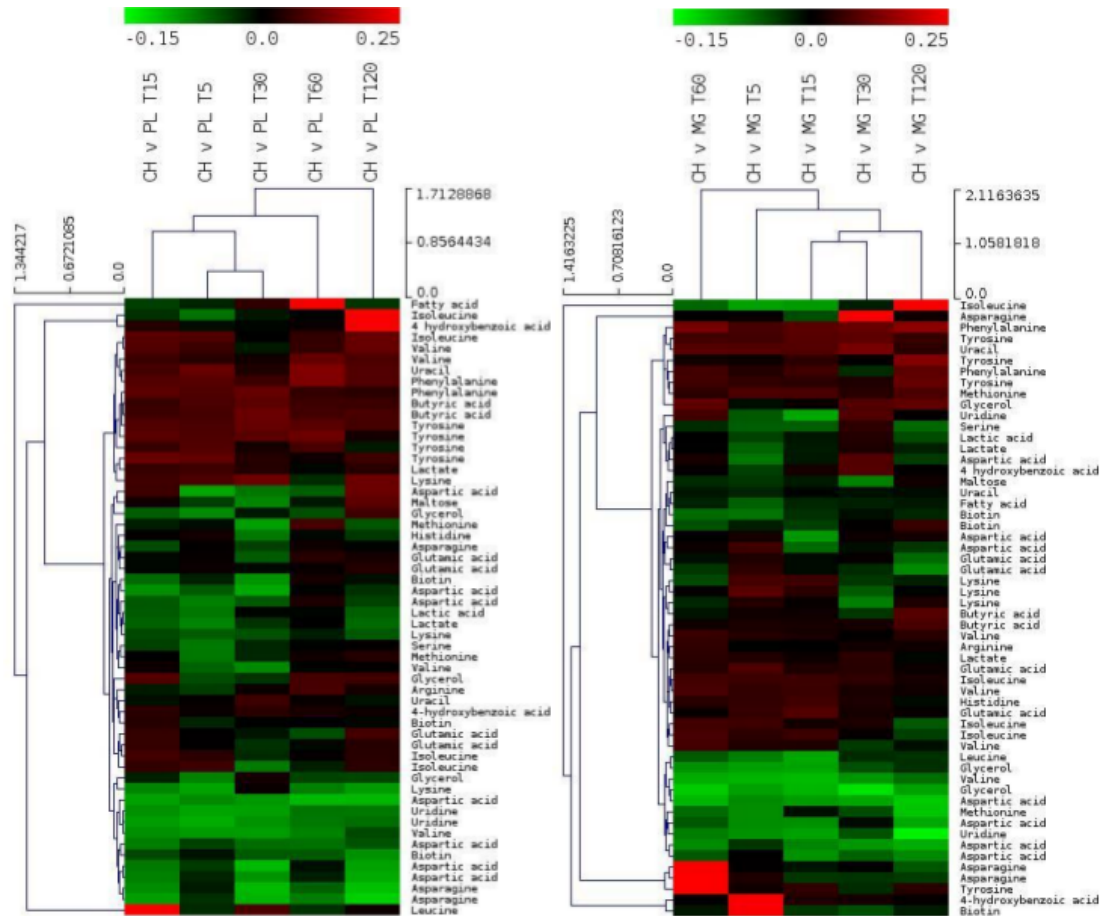 -0.15 0.0 0.25
CH v PL T15
CH v PL T5
CH v PL T30
CH v PL T60
CH v PL T120
1.7128868
0.8564434
0.0
1.344217
0.6721085
0.0
Fatty acid
Isoleucine
4 hydroxybenzoic acid
Isoleucine
Valine
Valine
Uracil
Phenylalanine
Phenylalanine
Butyric acid
Butyric acid
Tyrosine
Tyrosine
Tyrosine
Tyrosine
Lactate
Lysine
Aspartic acid
Maltose
Glycerol
Methionine
Histidine
Asparagine
Glutamic acid
Glutamic acid
Biotin
Aspartic acid
Aspartic acid
Lactic acid
Lactate
Lysine
Serine
Methionine
Valine
Glycerol
Arginine
Uracil
4-hydroxybenzoic acid
Biotin
Glutamic acid
Glutamic acid
Isoleucine
Isoleucine
Glycerol
Lysine
Aspartic acid
Uridine
Uridine
Valine
Aspartic acid
Biotin
Aspartic acid
Aspartic acid
Asparagine
Asparagine
Leucine
-0.15 0.0 0.25
CH v MG T60
CH v MG T5
CH v MG T15
CH v MG T30
CH v MG T120
2.1163635
1.0581818
0.0
1.4163225
0.70816123
0.0
Isoleucine
Asparagine
Phenylalanine
Tyrosine
Uracil
Tyrosine
Phenylalanine
Tyrosine
Methionine
Glycerol
Uridine
Serine
Lactic acid
Lactate
Aspartic acid
4 hydroxybenzoic acid
Maltose
Uracil
Fatty acid
Biotin
Biotin
Aspartic acid
Aspartic acid
Glutamic acid
Glutamic acid
Lysine
Lysine
Lysine
Butyric acid
Butyric acid
Valine
Arginine
Lactate
Glutamic acid
Isoleucine
Valine
Histidine
Glutamic acid
Isoleucine
Isoleucine
Valine
Leucine
Glycerol
Valine
Glycerol
Aspartic acid
Methionine
Aspartic acid
Uridine
Aspartic acid
Aspartic acid
Asparagine
Asparagine
Tyrosine
4-hydroxybenzoic acid
Biotin